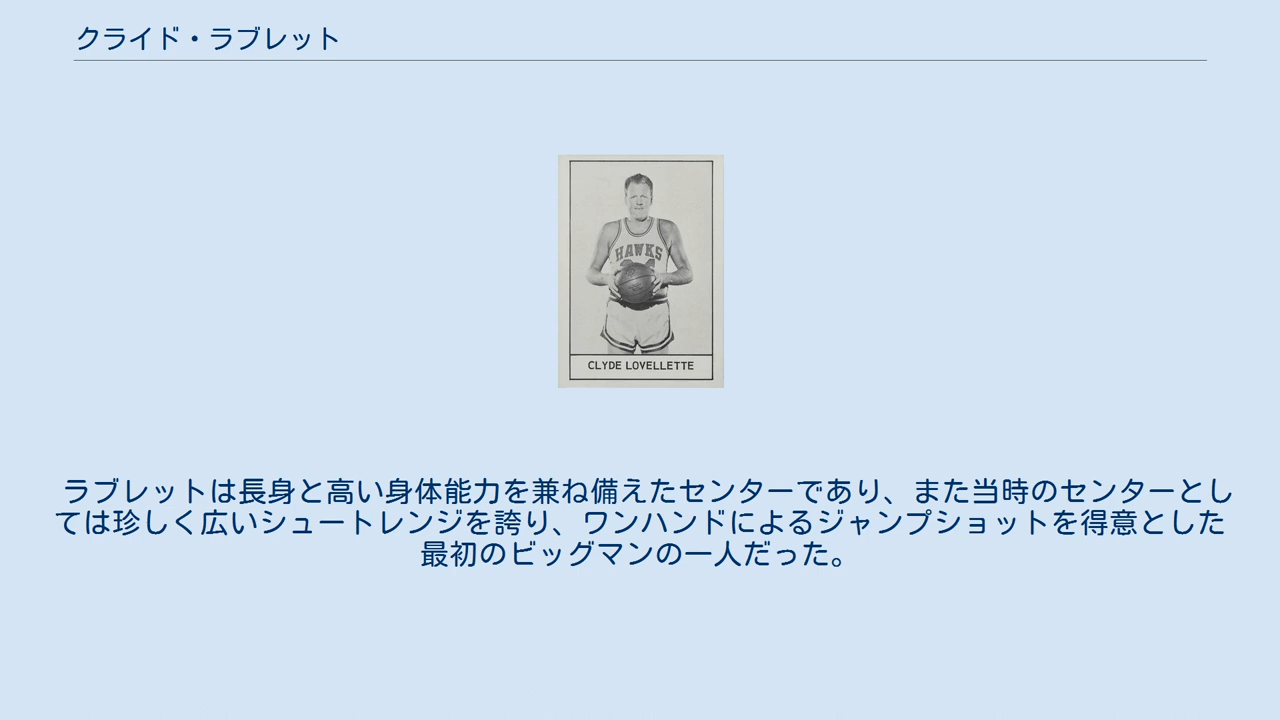 クライド・ラブレット
HAWKS
CLYDE LOVELLETTE
ラブレットは長身と高い身体能力を兼ね備えたセンターであり、また当時のセンターとし
ては珍しく広いシュートレンジを誇り、ワンハンドによるジャンプショットを得意とした
最初のビッグマンの一人だった。